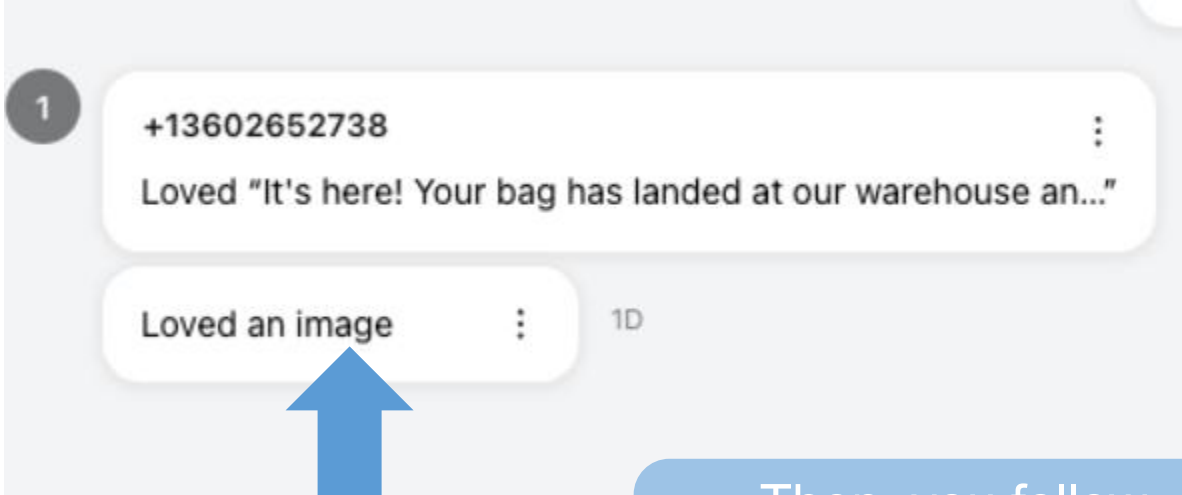 1
+13602652738
Loved “It's here! Your bag has landed at our warehouse an...”
Loved an image
1D